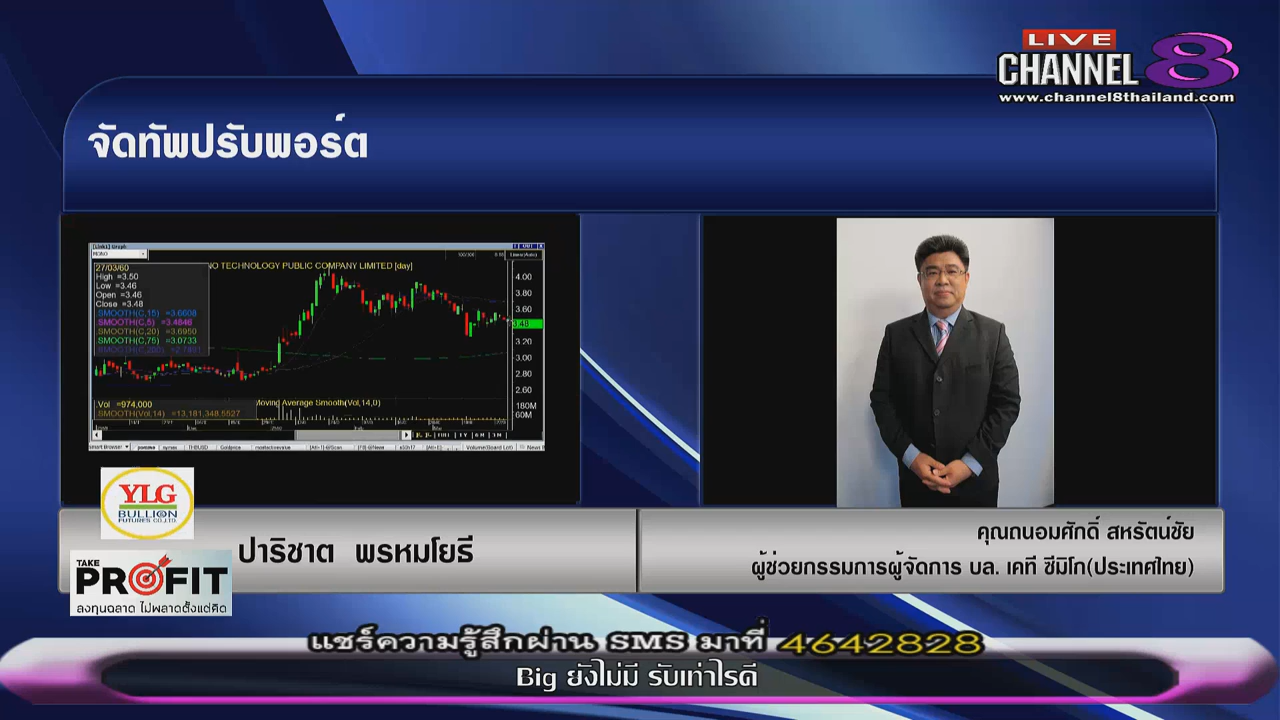 LIVE
CHANNEL 8
www.channel8thailand.com
จัดทัพปรับพอร์ต
MONO
NO TECHNOLOGY PUBLIC COMPANY LIMITED [day]
27/03/60
High =3.50
Low =3.46
Open =3.46
Close =3.48
SMOOTH(C,15) =3.6608
SMOOTH(C,5) =3.4846
SMOOTH(C,20) =3.6950
SMOOTH(C,75) =3.0733
4.00
3.80
3.60
3.48
3.20
3.00
2.80
2.60
.Vol =974,000
SMOOTH(Vol,14) =13,181,348.5527
Moving Average Smooth(Vol,14,0)
180M
60M
YLG
BULLION
FUTURES CO.,LTD.
ปาริชาต พรหมโยธี
คุณถนอมศักดิ์ สหรัตน์ชัย
ผู้ช่วยกรรมการผู้จัดการ บล. เคที ซีมิโก(ประเทศไทย)
TAKE
PROFIT
ลงทุนฉลาด ไม่พลาดตั้งแต่คิด
แชร์ความรู้สึกผ่าน SMS มาที่ 4642828
Big ยังไม่มี รับเท่าไรดี